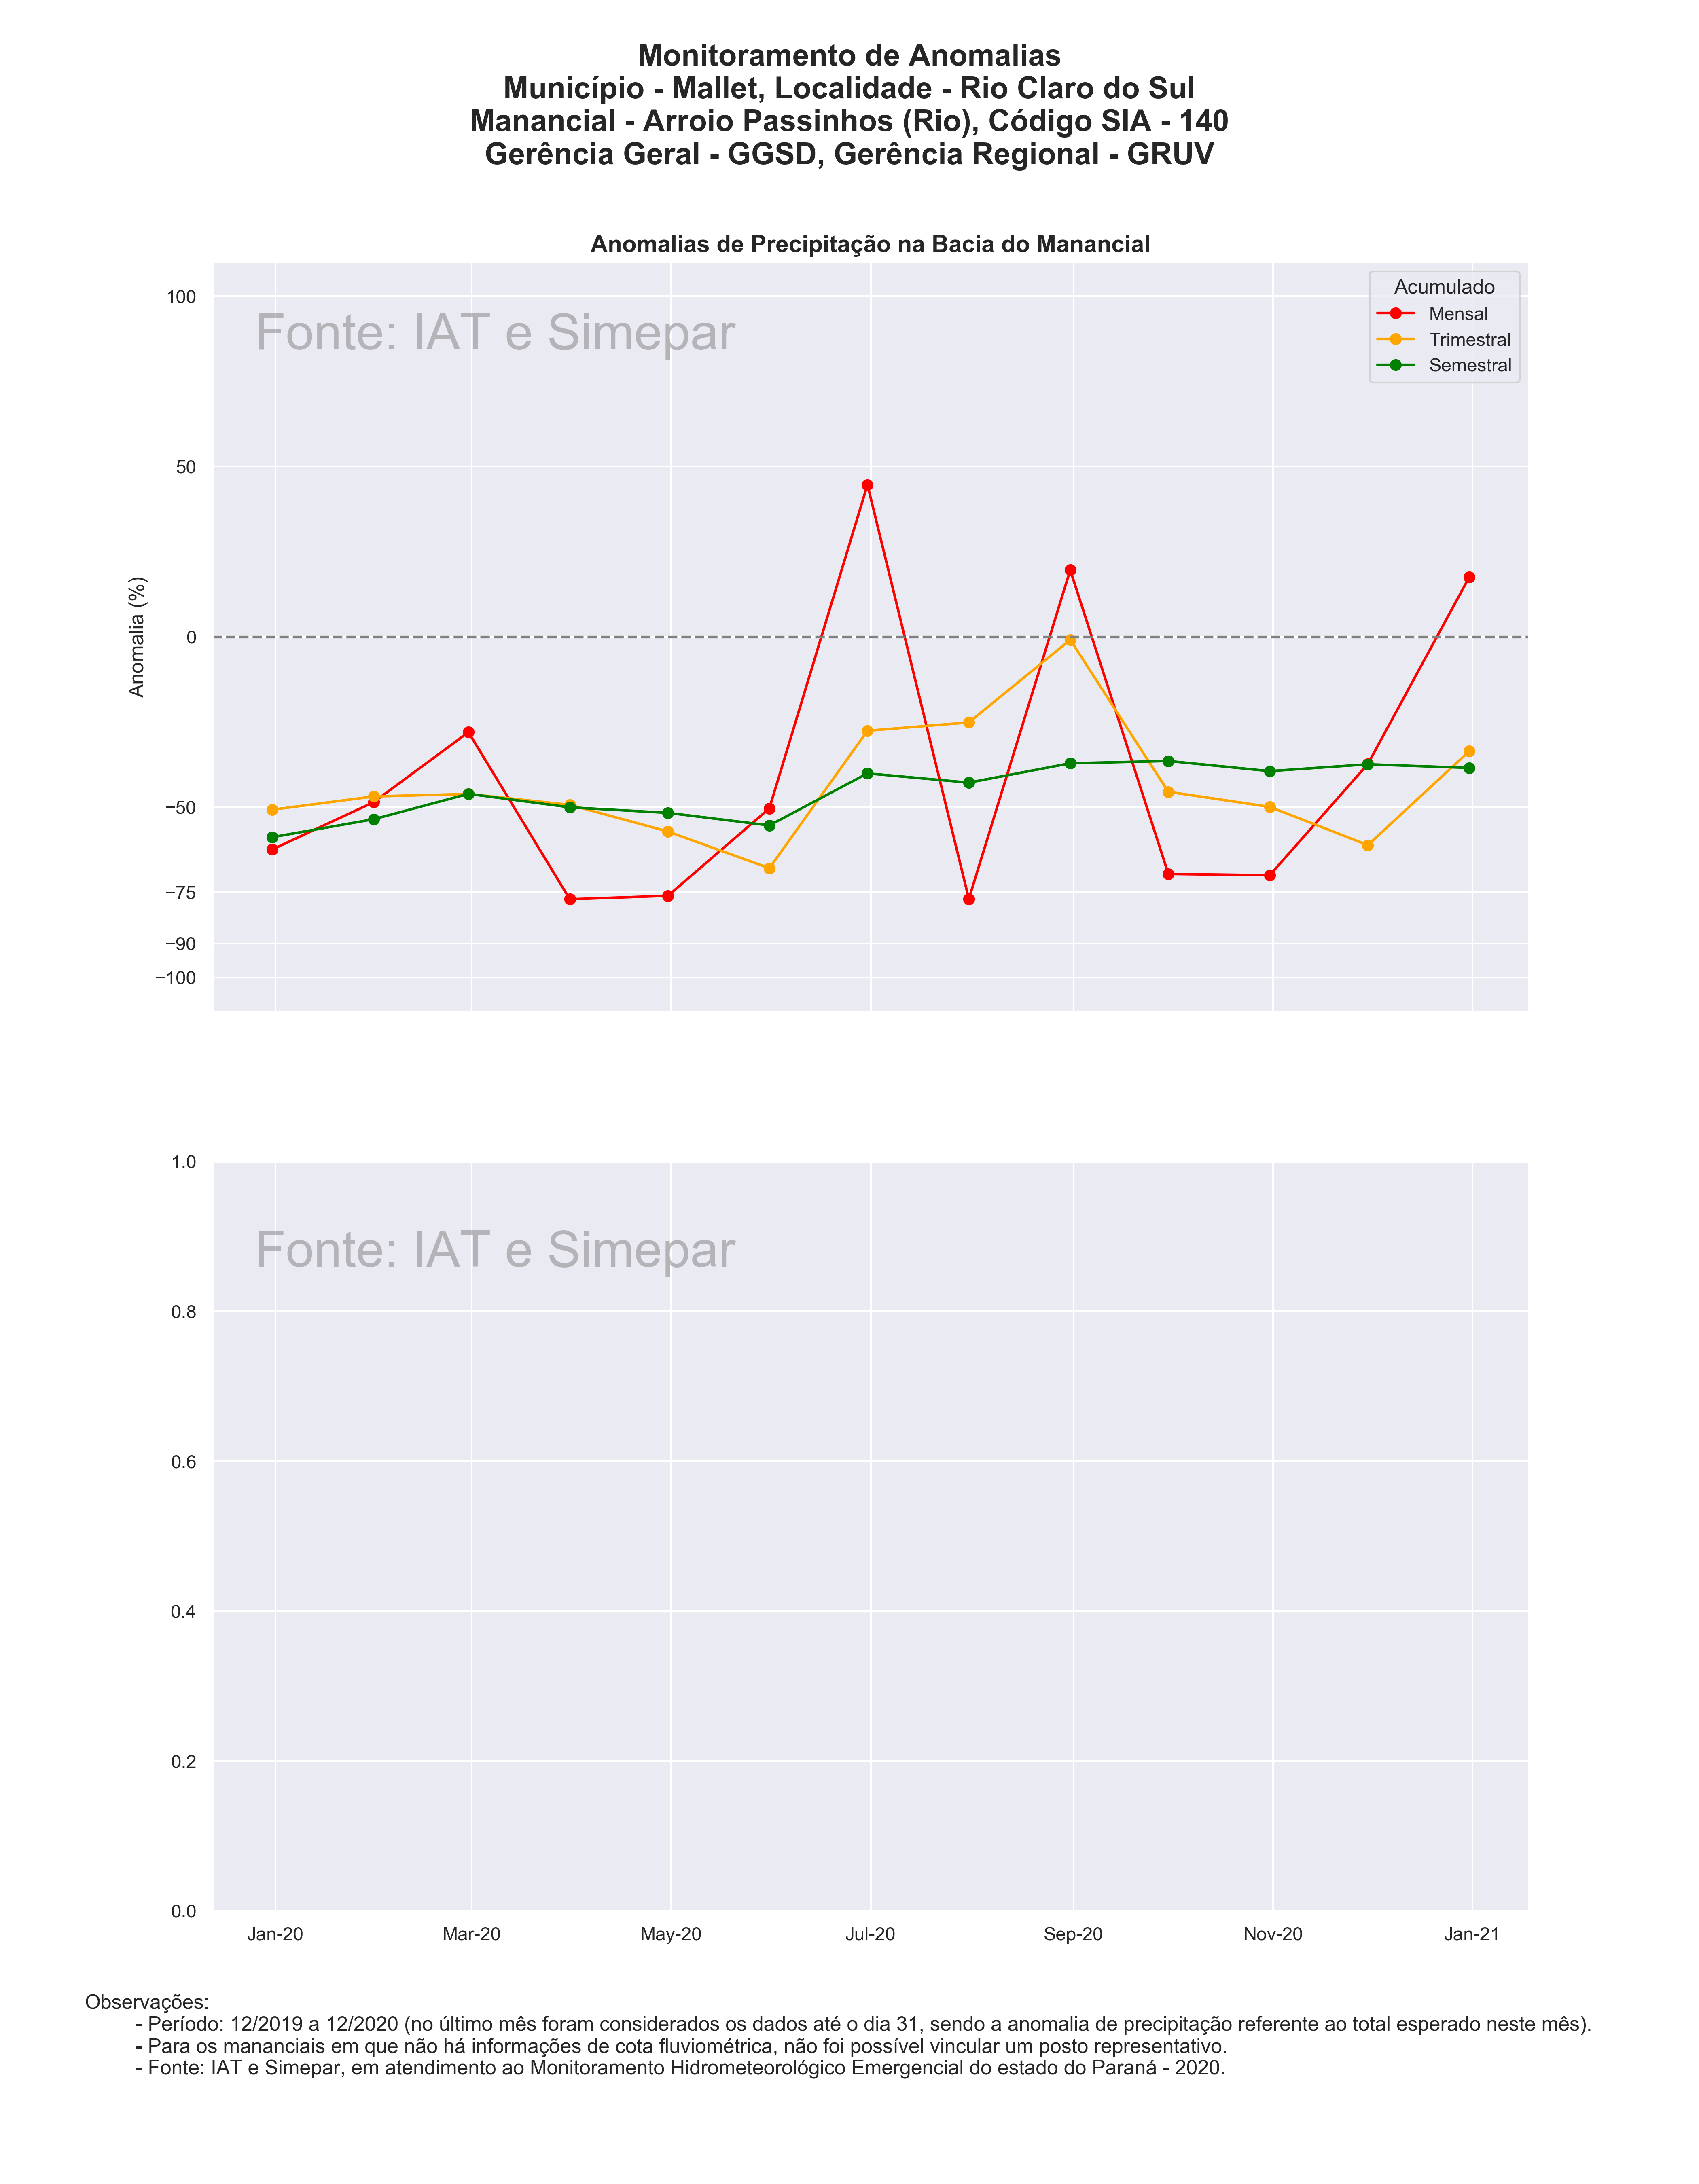 Monitoramento de Anomalias
Município - Mallet, Localidade - Rio Claro do Sul
Manancial - Arroio Passinhos (Rio), Código SIA - 140
Gerência Geral - GGSD, Gerência Regional - GRUV
Anomalias de Precipitação na Bacia do Manancial
Fonte: IAT e Simepar
Acumulado
Mensal
Trimestral
Semestral
Anomalia (%)
100
50
0
−50
−75
−90
−100
Fonte: IAT e Simepar
1.0
0.8
0.6
0.4
0.2
0.0
Jan-20 Mar-20 May-20 Jul-20 Sep-20 Nov-20 Jan-21
Observações:
- Período: 12/2019 a 12/2020 (no último mês foram considerados os dados até o dia 31, sendo a anomalia de precipitação referente ao total esperado neste mês).
- Para os mananciais em que não há informações de cota fluviométrica, não foi possível vincular um posto representativo.
- Fonte: IAT e Simepar, em atendimento ao Monitoramento Hidrometeorológico Emergencial do estado do Paraná - 2020.